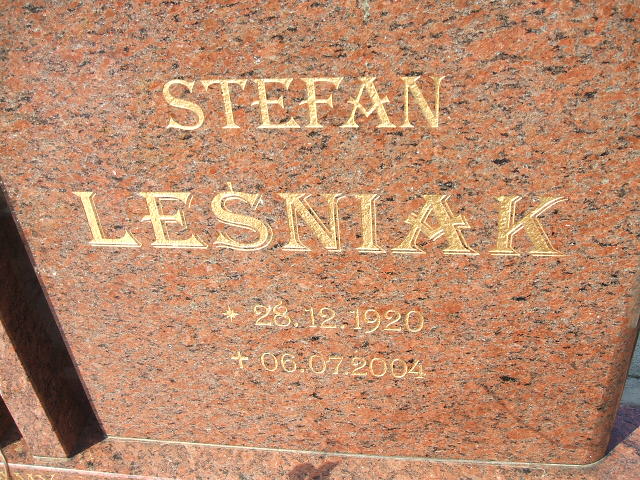 STEFAN
LEŚNIAK
* 28.12.1920
+ 06.07.2004